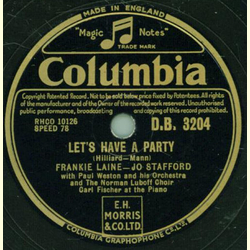 MADE IN ENGLAND
"Magic Notes"
TRADE MARK
Columbia
Copyright Patented Record. Not to be sold below price fixed by Patentees. All rights
of the manufacturer and of the Owner of the recorded work reserved. Unauthorised
public performance, broadcasting and copying of this record prohibited.
RHCO 10126
SPEED 78
D.B. 3204
LET'S HAVE A PARTY
(Hilliard—Mann)
FRANKIE LAINE—JO STAFFORD
with Paul Weston and his Orchestra
and The Norman Luboff Choir
Carl Fischer at the Piano
E.H.
MORRIS
& CO.LTD.
COLUMBIA GRAPHOPHONE CO. LTD.